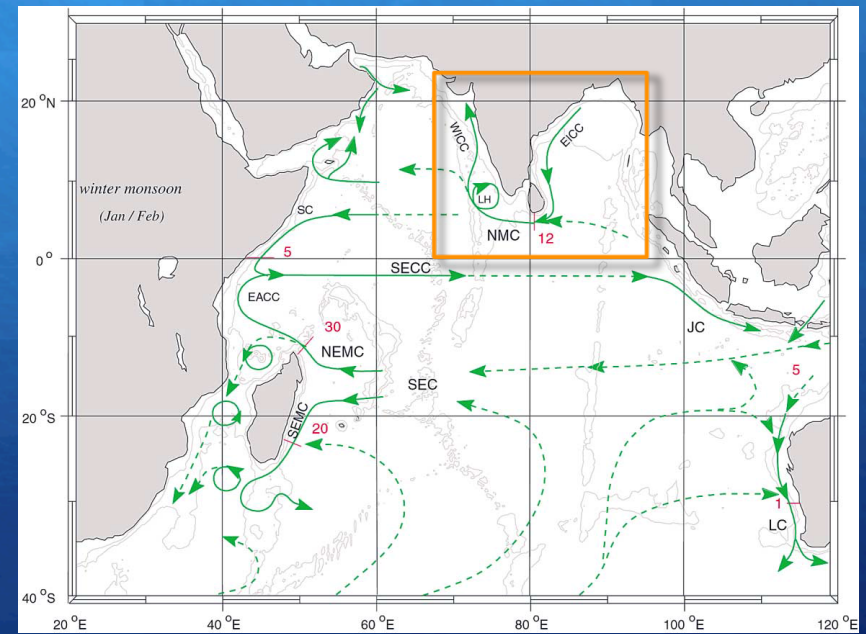 20 °N
WICC
EICC
winter monsoon
(Jan / Feb)
LH
SC
NMC
12
5
0°
SECC
EACC
30
NEMC
JC
5
SEC
20 °S
SEMC
20
1
LC
40 °S
20 °E
40 °E
60 °E
80 °E
100 °E
120 °E